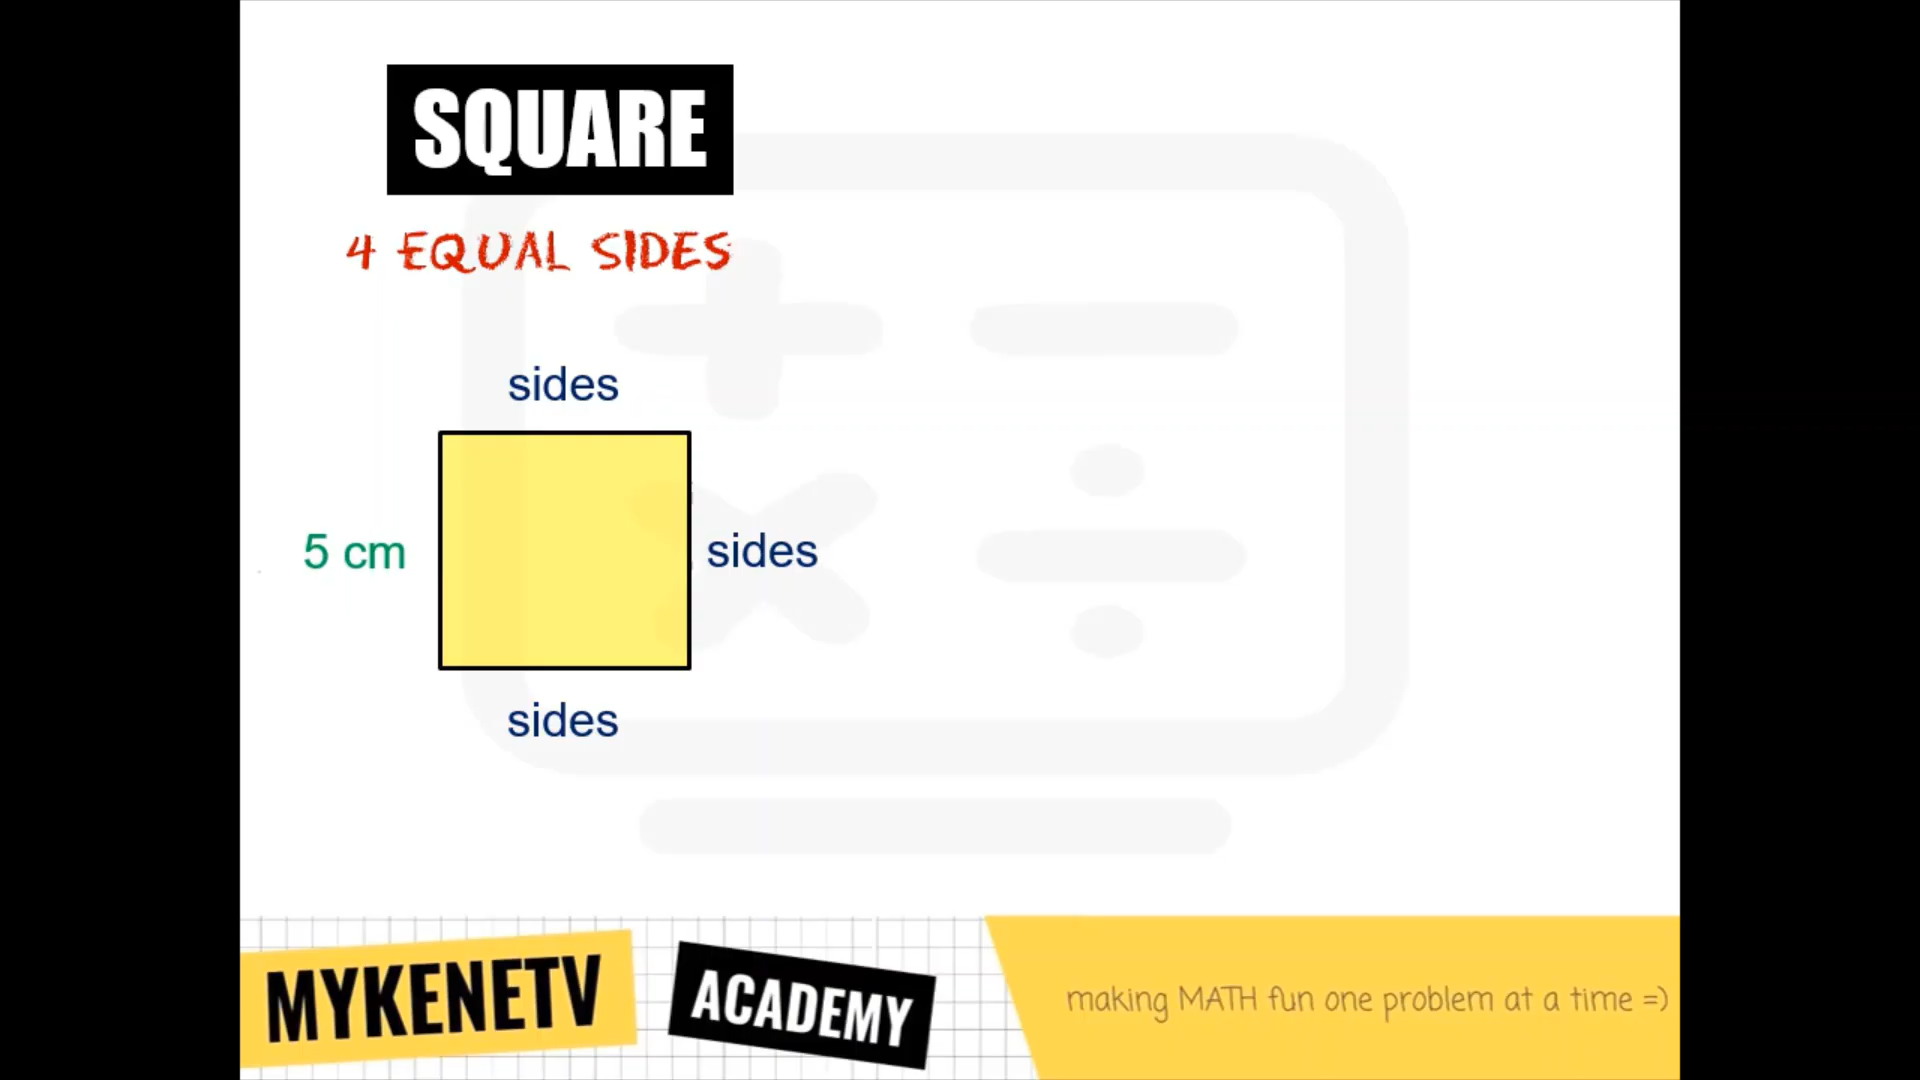 SQUARE
4 EQUAL SIDES
sides
5 cm
sides
sides
MYKENETV
ACADEMY
making MATH fun one problem at a time =)